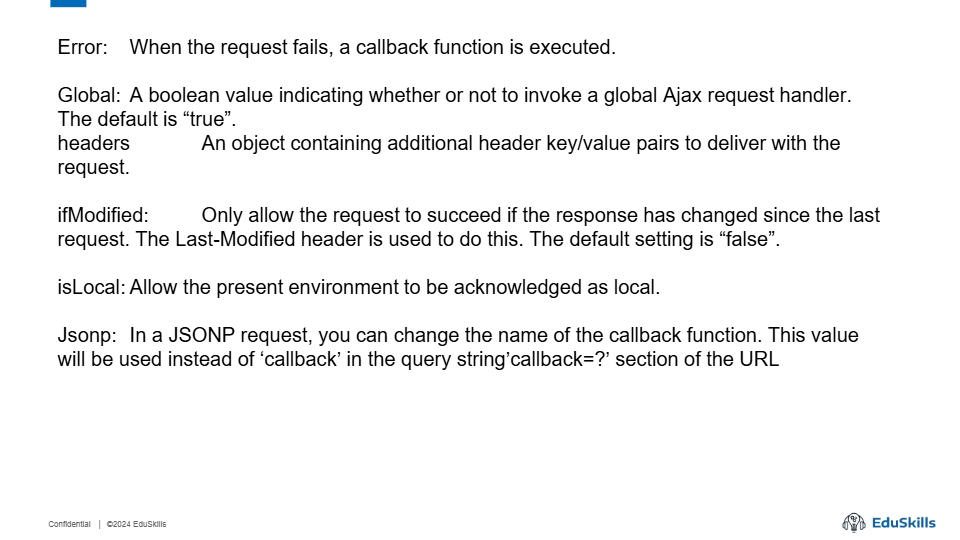 Error: When the request fails, a callback function is executed.
Global: A boolean value indicating whether or not to invoke a global Ajax request handler.
The default is “true”.
headers An object containing additional header key/value pairs to deliver with the
request.
ifModified: Only allow the request to succeed if the response has changed since the last
request. The Last-Modified header is used to do this. The default setting is “false”.
isLocal: Allow the present environment to be acknowledged as local.
Jsonp: In a JSONP request, you can change the name of the callback function. This value
will be used instead of ‘callback’ in the query string’callback=?’ section of the URL
Confidential | ©2024 EduSkills
EduSkills